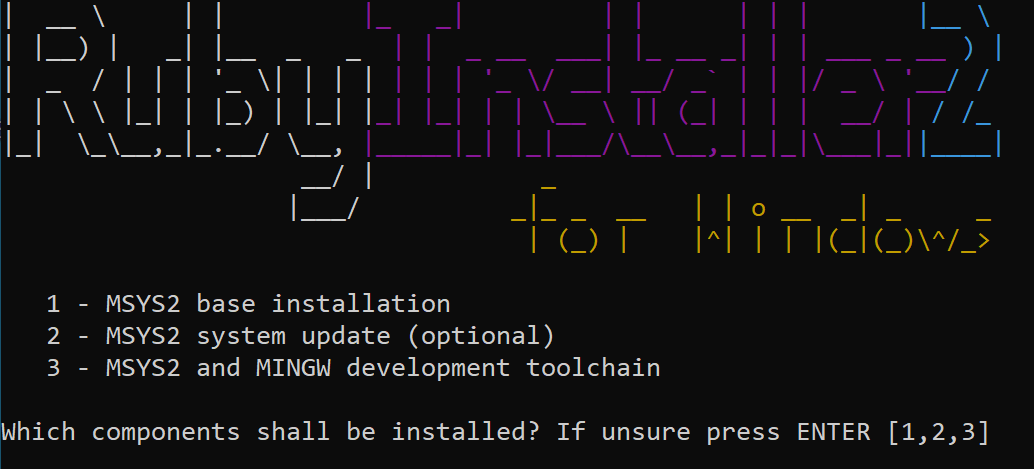 RubyInstaller2
for Windows
1 - MSYS2 base installation
2 - MSYS2 system update (optional)
3 - MSYS2 and MINGW development toolchain
Which components shall be installed? If unsure press ENTER [1,2,3]